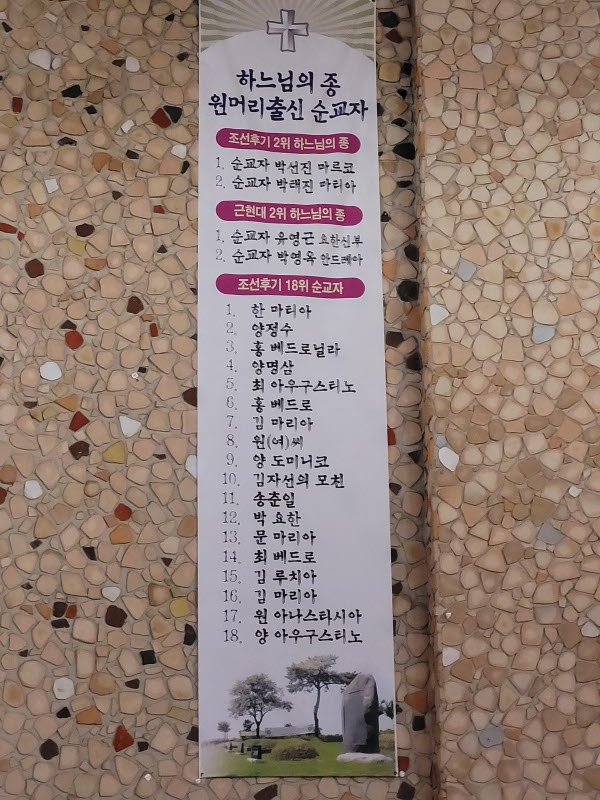 하느님의 종
원머리출신 순교자
조선후기 2위 하느님의 종
1. 순교자 박선진 마르코
2. 순교자 박태진 마티아
근현대 2위 하느님의 종
1. 순교자 유영근 요한신부
2. 순교자 박영옥 안드레아
조선후기 18위 순교자
1. 한 마티아
2. 양정수
3. 홍 베드로닐라
4. 양명삼
5. 최 아우구스티노
6. 홍 베드로
7. 김 마리아
8. 원(여)씨
9. 양 도미니코
10. 김자선의 모친
11. 송춘일
12. 박 요한
13. 문 마리아
14. 최 베드로
15. 김 루치아
16. 김 마리아
17. 원 아나스타시아
18. 양 아우구스티노